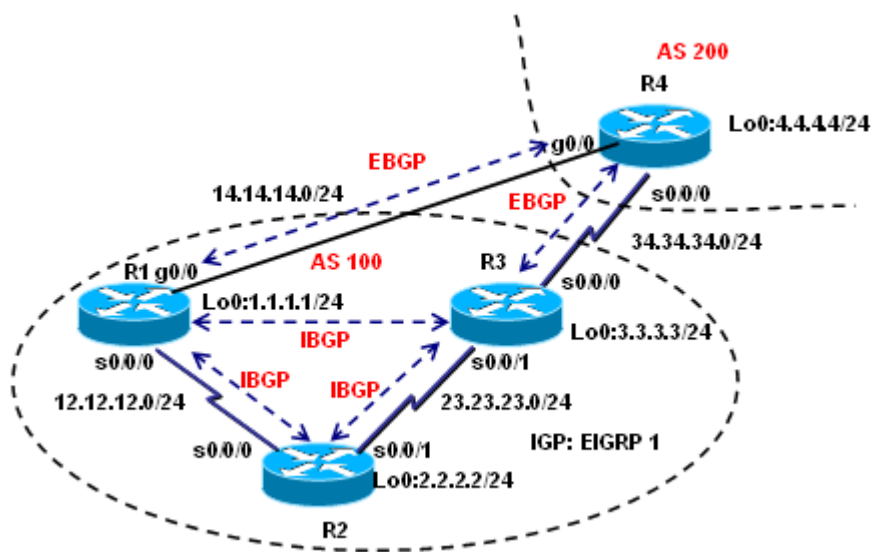 AS 200
R4
Lo0:4.4.4.4/24
g0/0
EBGP
14.14.14.0/24
EBGP
s0/0/0
34.34.34.0/24
AS 100
R1 g0/0
R3
s0/0/0
Lo0:1.1.1.1/24
Lo0:3.3.3.3/24
IBGP
s0/0/0
s0/0/1
IBGP
IBGP
12.12.12.0/24
23.23.23.0/24
s0/0/0
s0/0/1
IGP: EIGRP 1
Lo0:2.2.2.2/24
R2